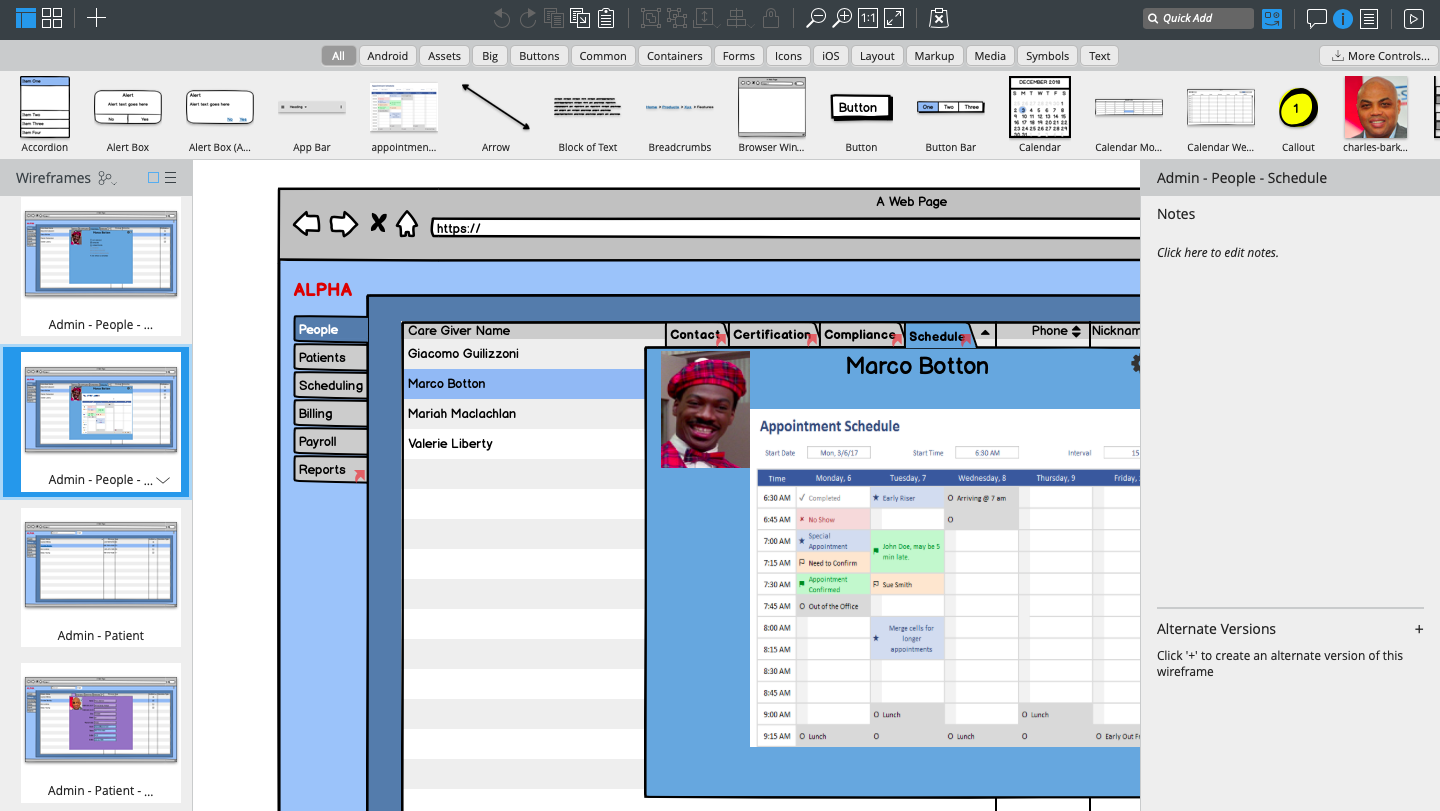 1:1
Quick Add
All
Android
Assets
Big
Buttons
Common
Containers
Forms
Icons
iOS
Layout
Markup
Media
Symbols
Text
More Controls...
Item One
Item Two
Item Three
Item Four
Alert
Alert text goes here
No
Yes
Alert
Alert text goes here
No Yes
Button
One
Two
Three
DECEMBER 2018
1
Accordion
Alert Box
Alert Box (A...
App Bar
appointmen...
Arrow
Block of Text
Breadcrumbs
Browser Win...
Button
Button Bar
Calendar
Calendar Mo...
Calendar We...
Callout
charles-bark...
Wireframes
Admin - People - ...
Admin - People - ...
Admin - Patient
Admin - Patient - ...
A Web Page
https://
ALPHA
People
Patients
Scheduling
Billing
Payroll
Reports
Care Giver Name
Giacomo Guilizzoni
Marco Botton
Mariah Maclachlan
Valerie Liberty
Contact
Certification
Compliance
Schedule
Phone
Nicknam
Marco Botton
Appointment Schedule
Start Date
Mon, 3/6/17
Start Time
6:30 AM
Interval
15
Time
Monday, 6
Tuesday, 7
Wednesday, 8
Thursday, 9
Friday,
6:30 AM
Completed
Early Riser
Arriving @ 7 am
6:45 AM
No Show
7:00 AM
Special
Appointment
John Doe, may be 5
min late.
7:15 AM
Need to Confirm
7:30 AM
Appointment
Confirmed
Sue Smith
7:45 AM
Out of the Office
8:00 AM
Merge cells for
longer
appointments
8:15 AM
8:30 AM
8:45 AM
9:00 AM
Lunch
Lunch
9:15 AM
Lunch
Lunch
Early Out F
Admin - People - Schedule
Notes
Click here to edit notes.
Alternate Versions
+
Click '+' to create an alternate version of this
wireframe